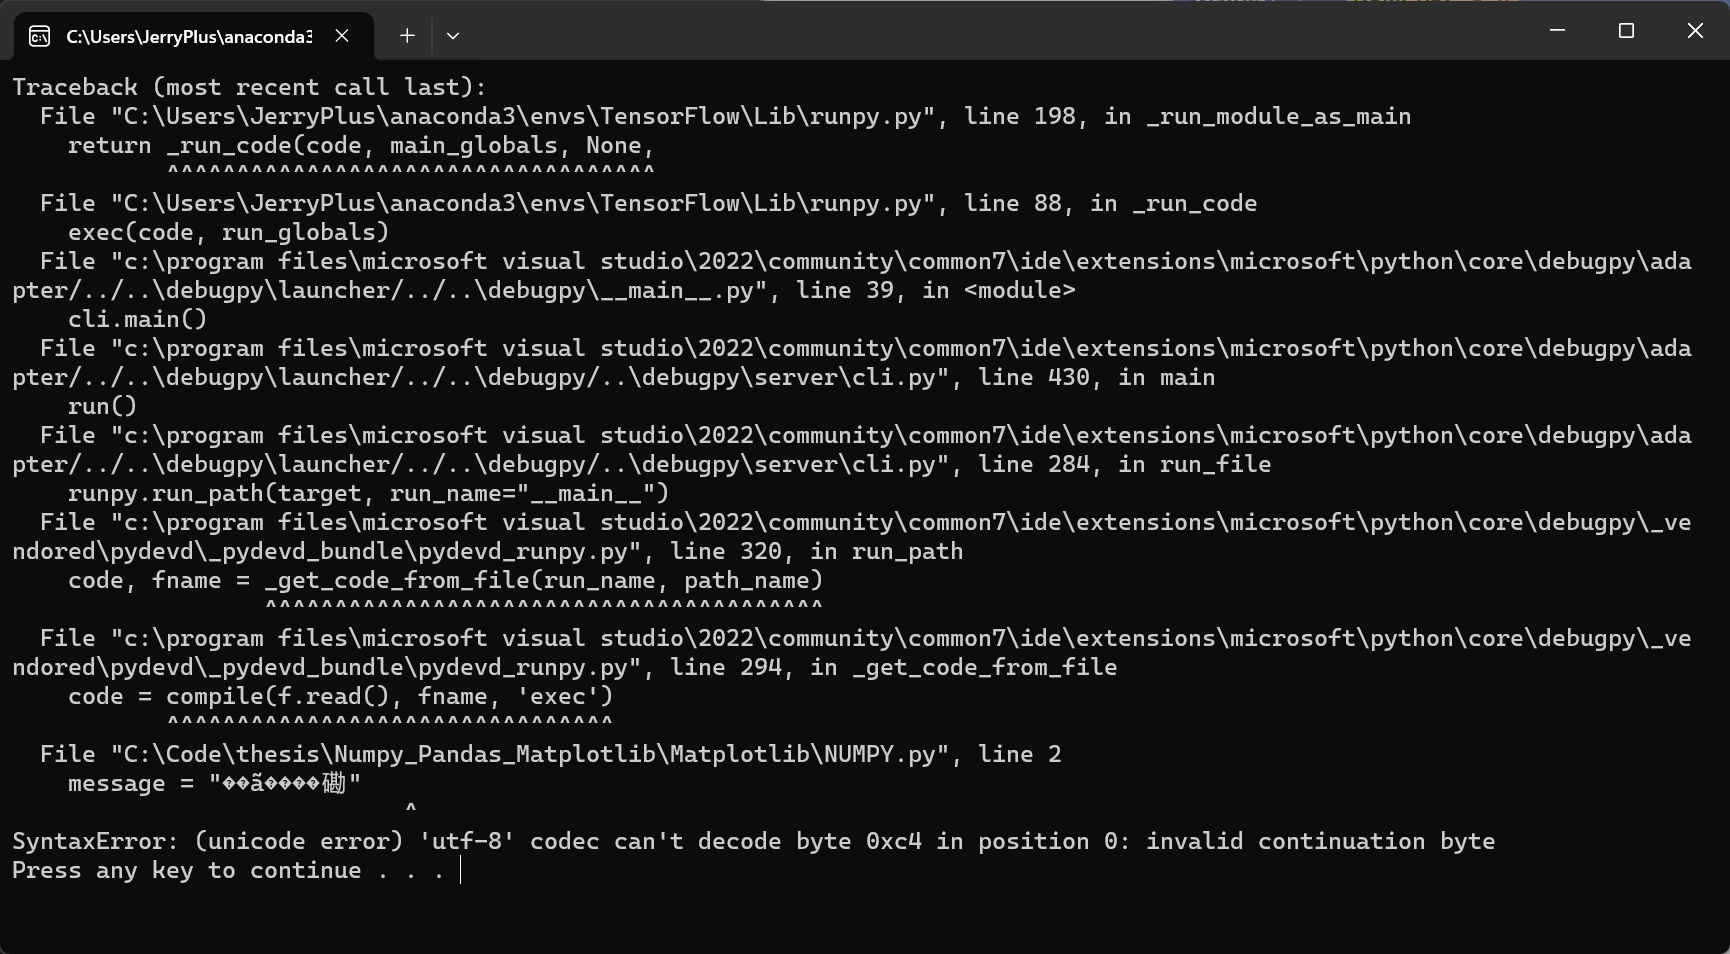 C:\Users\JerryPlus\anaconda3
Traceback (most recent call last):
  File "C:\Users\JerryPlus\anaconda3\envs\TensorFlow\Lib\runpy.py", line 198, in _run_module_as_main
    return _run_code(code, main_globals, None,
           ^^^^^^^^^^^^^^^^^^^^^^^^^^^^^^^^^^^
  File "C:\Users\JerryPlus\anaconda3\envs\TensorFlow\Lib\runpy.py", line 88, in _run_code
    exec(code, run_globals)
  File "c:\program files\microsoft visual studio\2022\community\common7\ide\extensions\microsoft\python\core\debugpy\ada
pter/../..\debugpy\launcher/../..\debugpy\__main__.py", line 39, in <module>
    cli.main()
  File "c:\program files\microsoft visual studio\2022\community\common7\ide\extensions\microsoft\python\core\debugpy\ada
pter/../..\debugpy\launcher/../..\debugpy/..\debugpy\server\cli.py", line 430, in main
    run()
  File "c:\program files\microsoft visual studio\2022\community\common7\ide\extensions\microsoft\python\core\debugpy\ada
pter/../..\debugpy\launcher/../..\debugpy/..\debugpy\server\cli.py", line 284, in run_file
    runpy.run_path(target, run_name="__main__")
  File "c:\program files\microsoft visual studio\2022\community\common7\ide\extensions\microsoft\python\core\debugpy\_ve
ndored\pydevd\_pydevd_bundle\pydevd_runpy.py", line 320, in run_path
    code, fname = _get_code_from_file(run_name, path_name)
                  ^^^^^^^^^^^^^^^^^^^^^^^^^^^^^^^^^^^^^^^^
  File "c:\program files\microsoft visual studio\2022\community\common7\ide\extensions\microsoft\python\core\debugpy\_ve
ndored\pydevd\_pydevd_bundle\pydevd_runpy.py", line 294, in _get_code_from_file
    code = compile(f.read(), fname, 'exec')
           ^^^^^^^^^^^^^^^^^^^^^^^^^^^^^^^^
  File "C:\Code\thesis\Numpy_Pandas_Matplotlib\Matplotlib\NUMPY.py", line 2
    message = "��ã����磡"
                            ^
SyntaxError: (unicode error) 'utf-8' codec can't decode byte 0xc4 in position 0: invalid continuation byte
Press any key to continue . . .